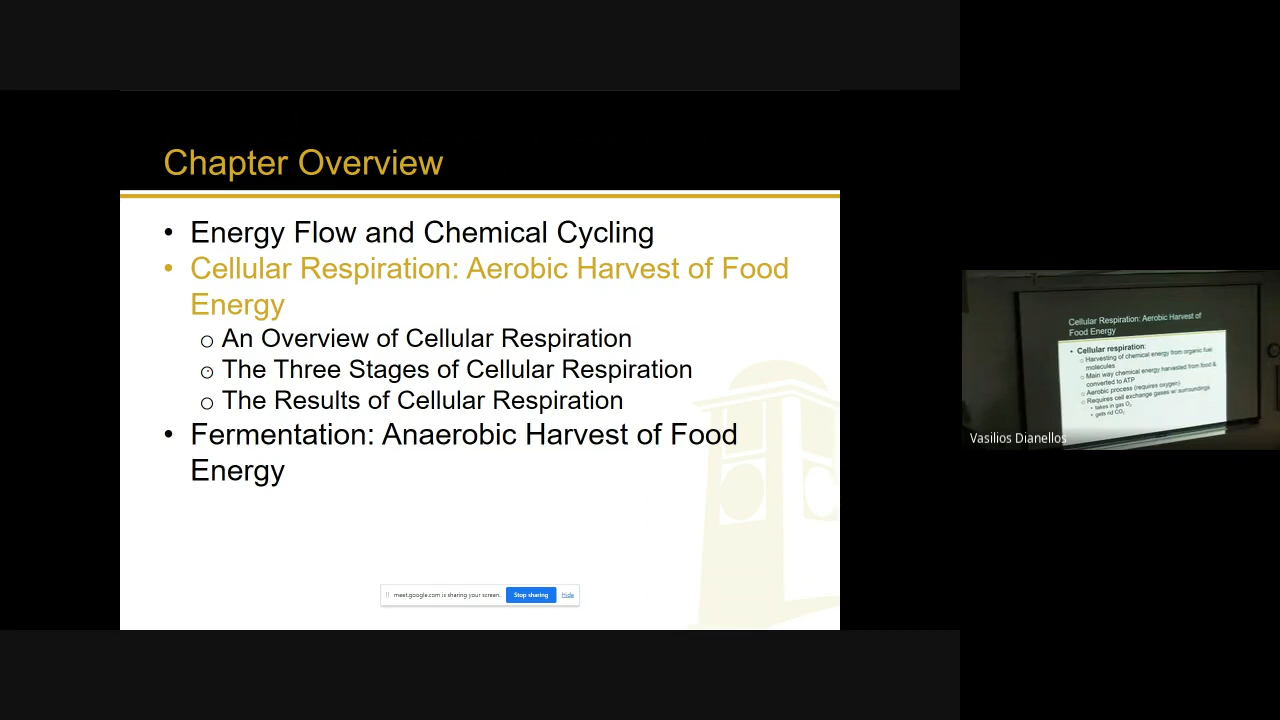 Chapter Overview
• Energy Flow and Chemical Cycling
• Cellular Respiration: Aerobic Harvest of Food
Energy
o An Overview of Cellular Respiration
o The Three Stages of Cellular Respiration
o The Results of Cellular Respiration
• Fermentation: Anaerobic Harvest of Food
Energy
meet.google.com is sharing your screen.
Stop sharing
Hide
Cellular Respiration: Aerobic Harvest of
Food Energy
• Cellular respiration:
o Harvesting of chemical energy from organic fuel
molecules
o Main way chemical energy harvested from food &
converted to ATP
o Aerobic process (requires oxygen)
o Requires cell exchange gases w/ surroundings
• takes in gas O₂
• gets rid CO₂
Vasilios Dianellos